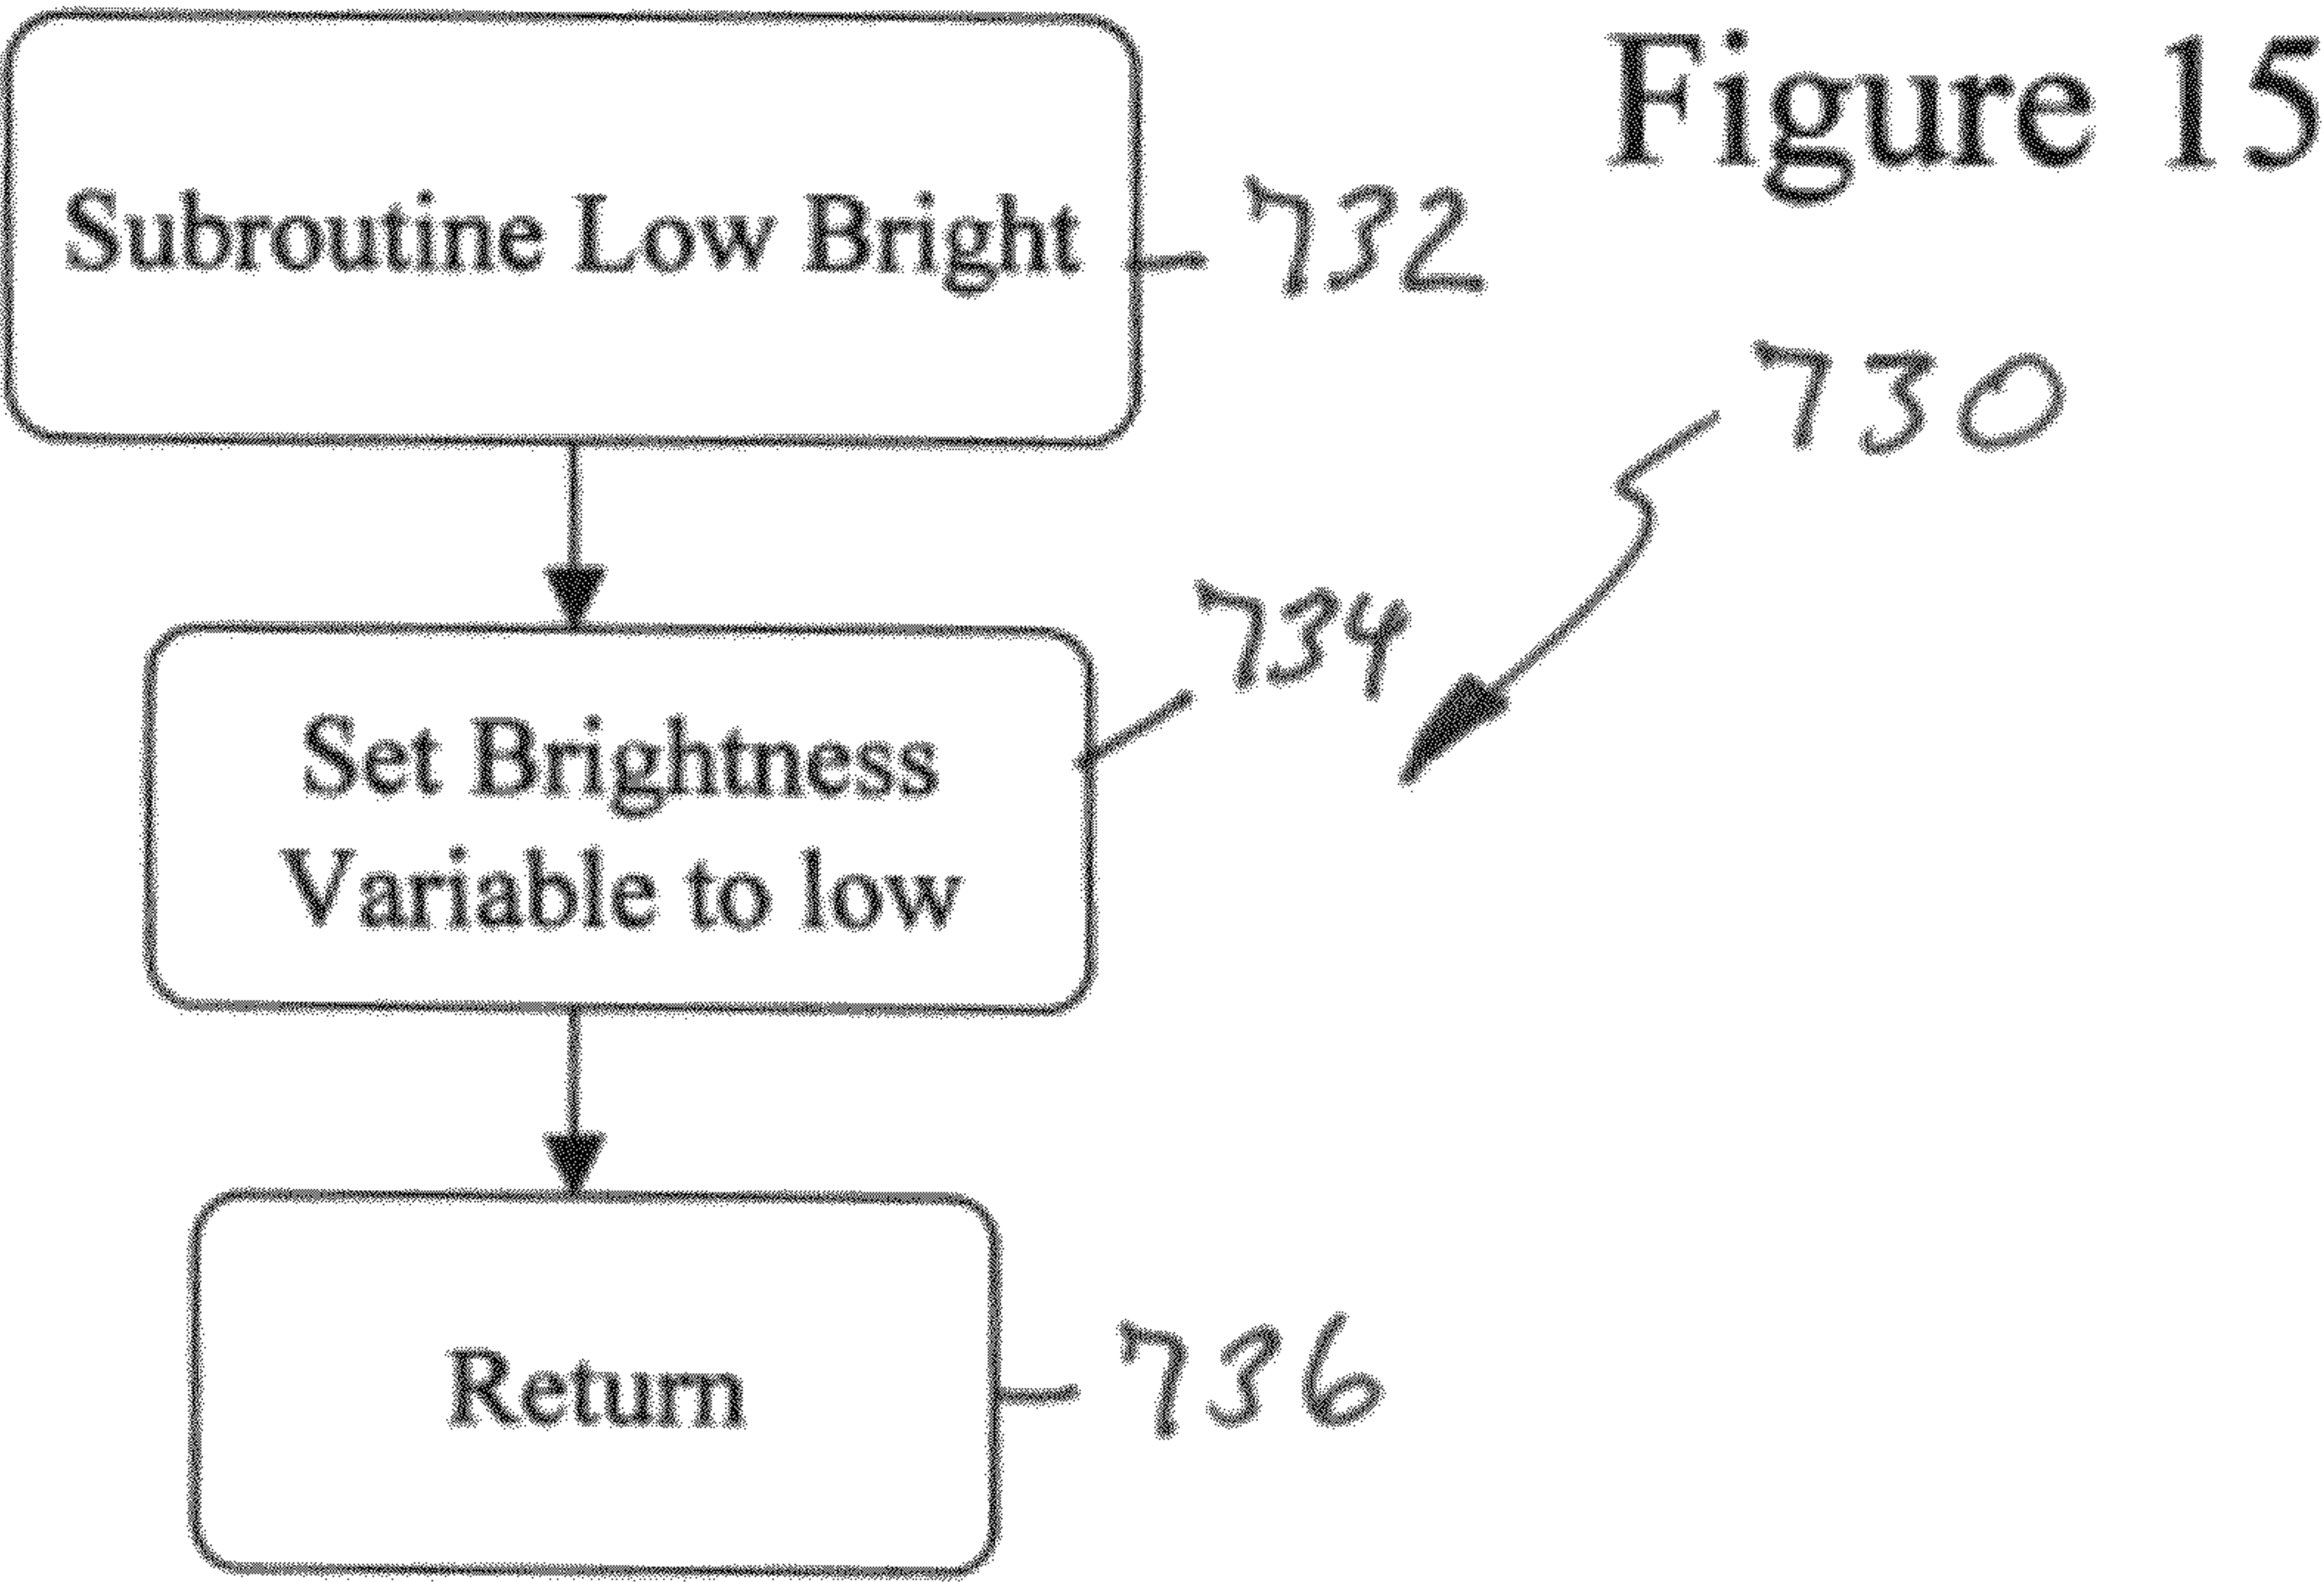 Figure 15
Subroutine Low Bright
732
730
734
Set Brightness
Variable to low
Return
736